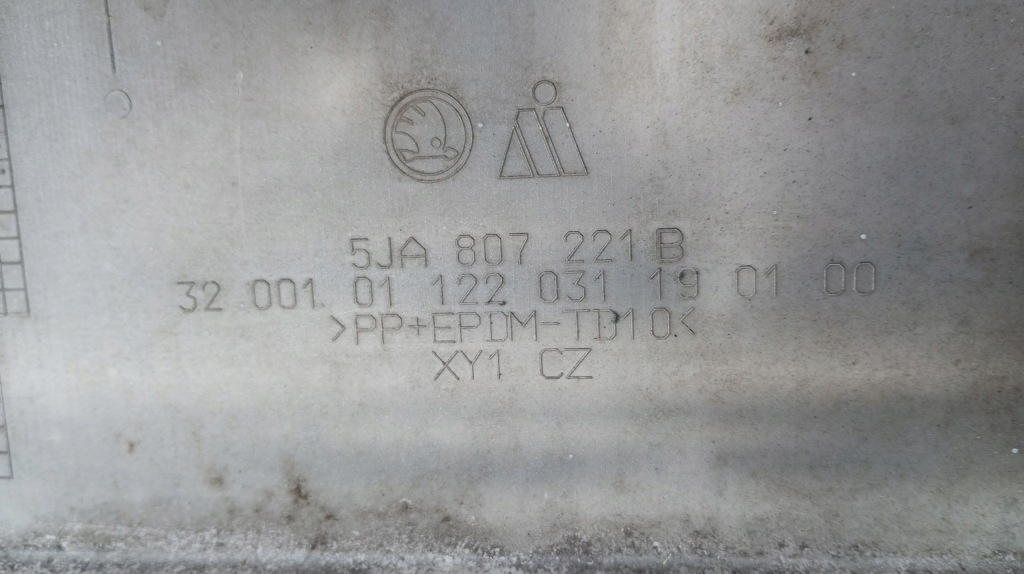 5JA 807 221 B
32 001 01 122 031 19 01 00
>PP+EPDM-TD10<
XY1 CZ